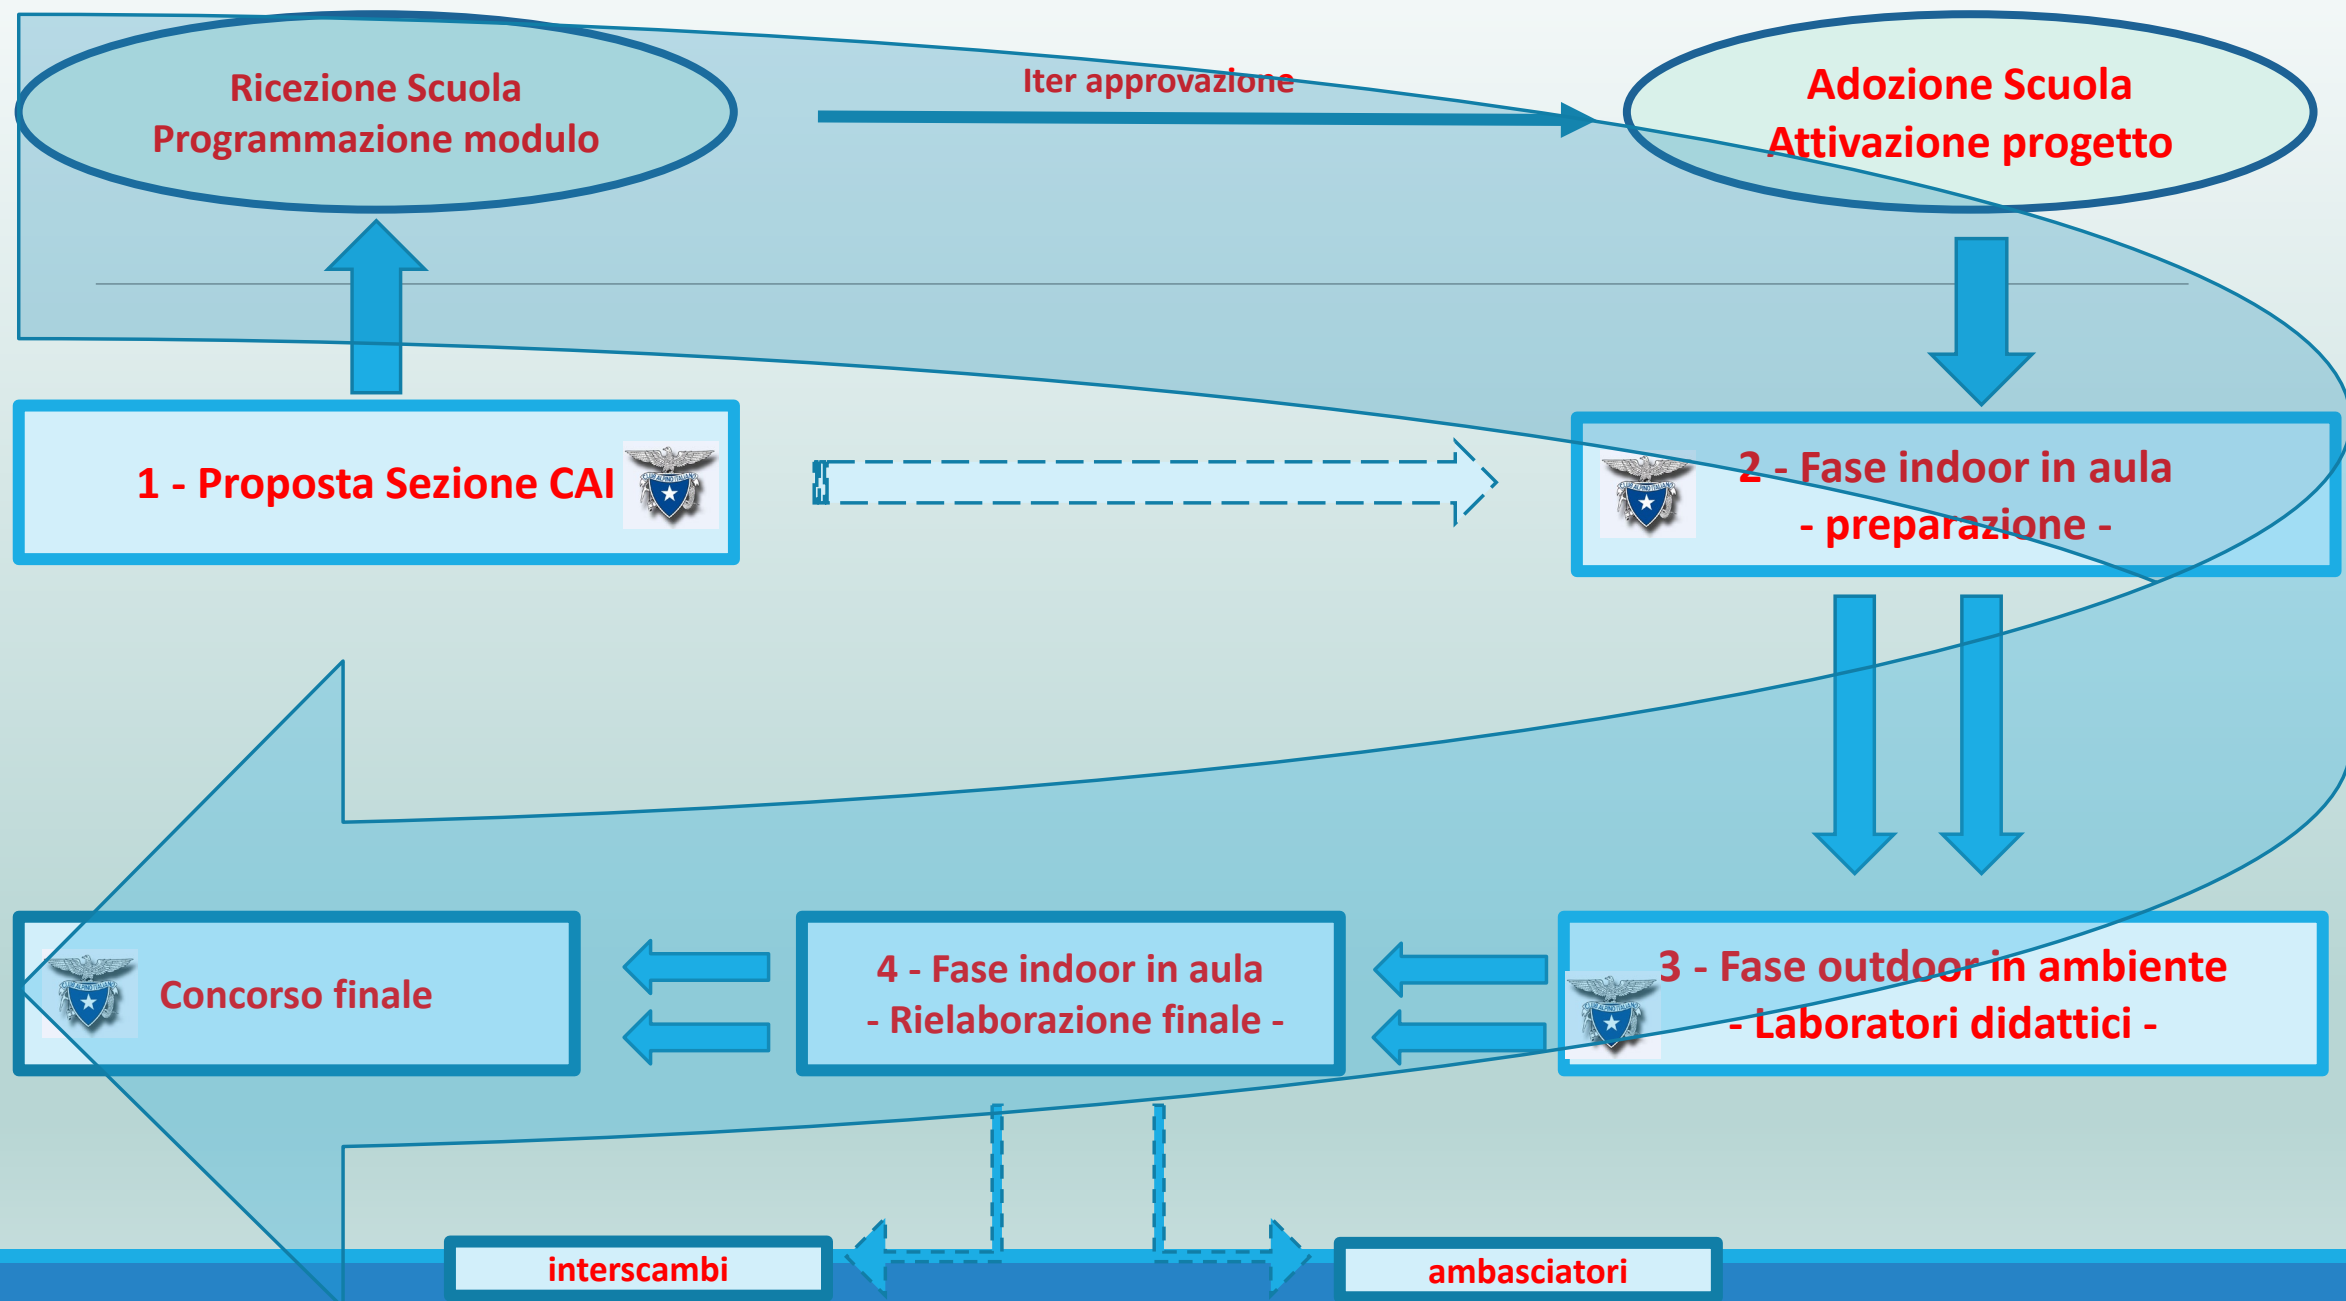 Ricezione Scuola
Programmazione modulo
Iter approvazione
Adozione Scuola
Attivazione progetto
1 - Proposta Sezione CAI
2 - Fase indoor in aula
- preparazione -
3 - Fase outdoor in ambiente
- Laboratori didattici -
4 - Fase indoor in aula
- Rielaborazione finale -
Concorso finale
interscambi
ambasciatori